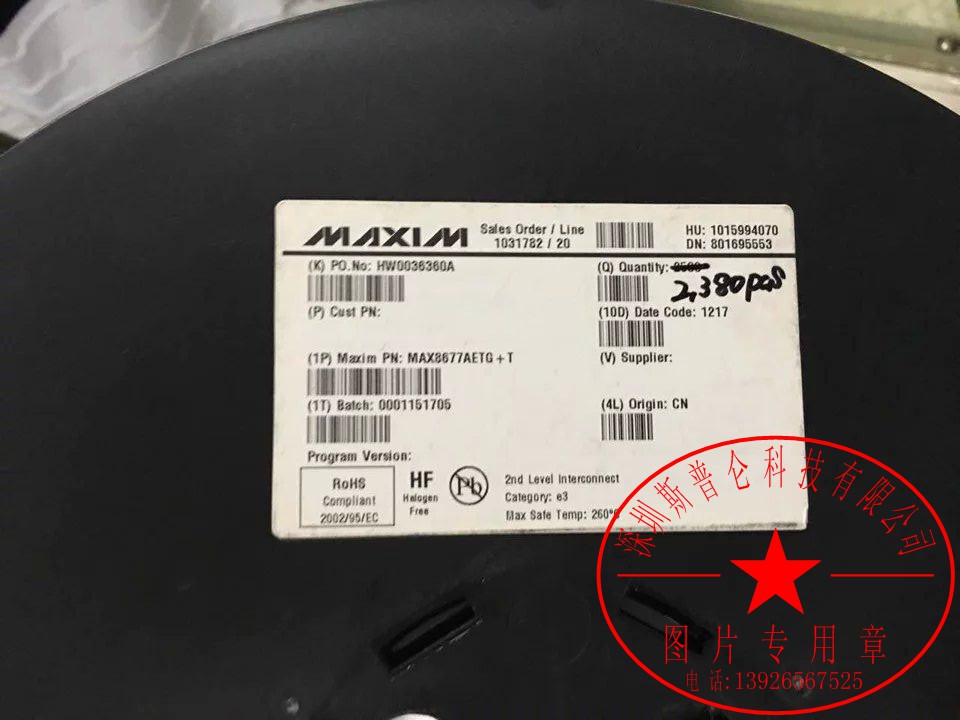 MAXIM
Sales Order / Line
1031782 / 20
HU: 1015994070
DN: 801695553
(K) PO.No: HW0036360A
(Q) Quantity: 2500
2,380pcs
(P) Cust PN:
(10D) Date Code: 1217
(1P) Maxim PN: MAX8677AETG+T
(V) Supplier:
(1T) Batch: 0001151705
(4L) Origin: CN
Program Version:
RoHS
Compliant
2002/95/EC
HF
Halogen
Free
Pb
2nd Level Interconnect
Category: e3
Max Safe Temp: 260°C
深圳斯普仑科技有限公司
图片专用章
电话:13926567525